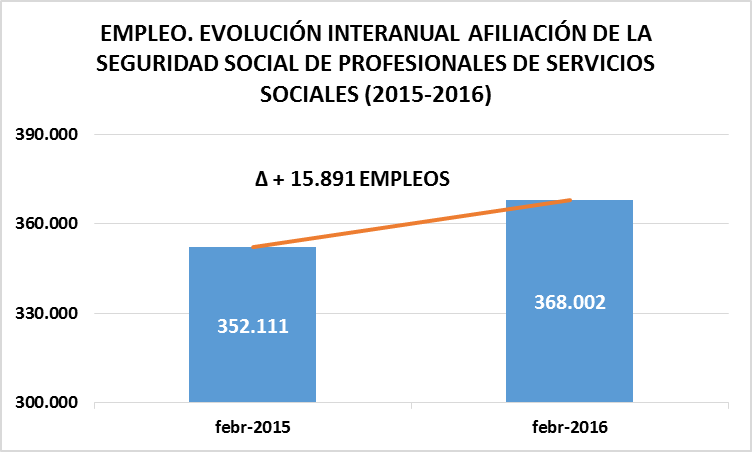 EMPLEO. EVOLUCIÓN INTERANUAL AFILIACIÓN DE LA
SEGURIDAD SOCIAL DE PROFESIONALES DE SERVICIOS
SOCIALES (2015-2016)
390.000
Δ + 15.891 EMPLEOS
360.000
368.002
330.000
352.111
300.000
febr-2015
febr-2016